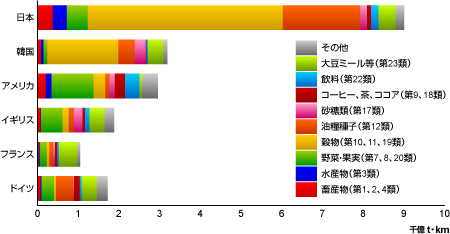 日本
韓国
アメリカ
イギリス
フランス
ドイツ
その他
大豆ミール等(第23類)
飲料(第22類)
コーヒー、茶、ココア(第9、18類)
砂糖類(第17類)
油糧種子(第12類)
穀物(第10、11、19類)
野菜・果実(第7、8、20類)
水産物(第3類)
畜産物(第1、2、4類)
0 1 2 3 4 5 6 7 8 9 10
千億t・km